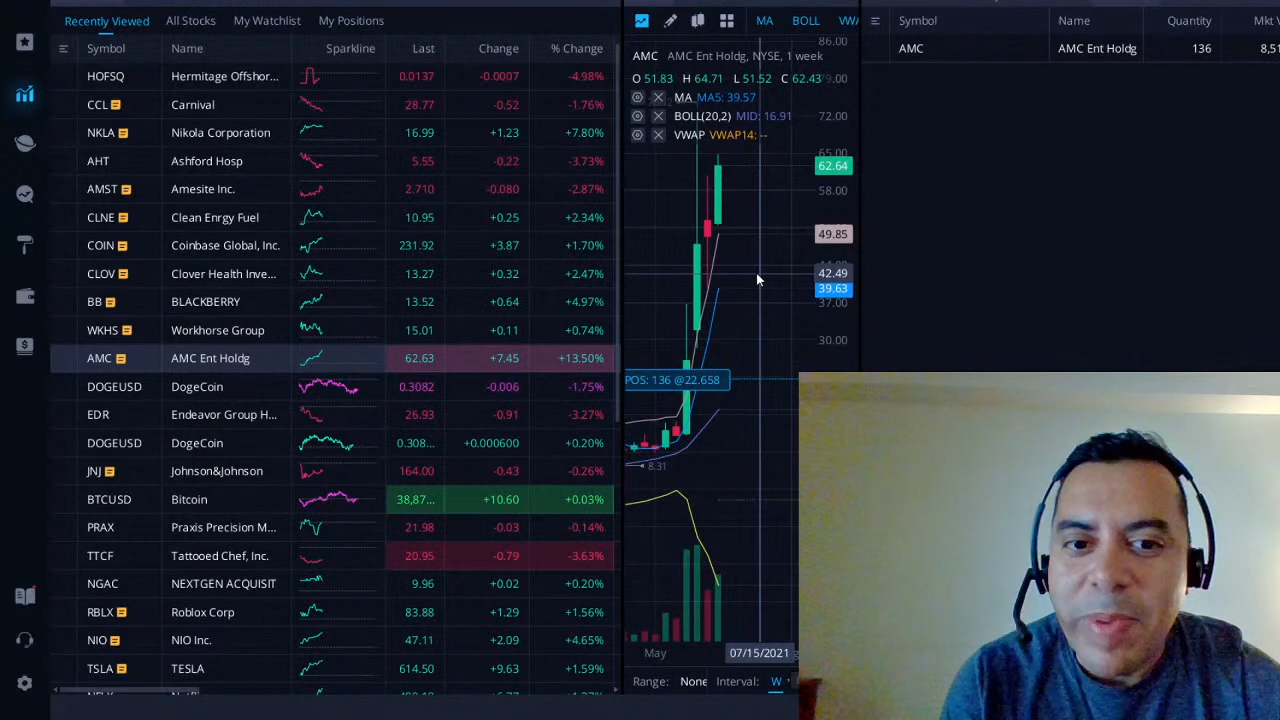 Recently Viewed All Stocks My Watchlist My Positions
Symbol Name Sparkline Last Change % Change
HOFSQ Hermitage Offshor... 0.0137 -0.0007 -4.98%
CCL Carnival 28.77 -0.52 -1.76%
NKLA Nikola Corporation 16.99 +1.23 +7.80%
AHT Ashford Hosp 5.55 -0.22 -3.73%
AMST Amesite Inc. 2.710 -0.080 -2.87%
CLNE Clean Enrgy Fuel 10.95 +0.25 +2.34%
COIN Coinbase Global, Inc. 231.92 +3.87 +1.70%
CLOV Clover Health Inve... 13.27 +0.32 +2.47%
BB BLACKBERRY 13.52 +0.64 +4.97%
WKHS Workhorse Group 15.01 +0.11 +0.74%
AMC AMC Ent Holdg 62.63 +7.45 +13.50%
DOGEUSD DogeCoin 0.3082 -0.006 -1.75%
EDR Endeavor Group H... 26.93 -0.91 -3.27%
DOGEUSD DogeCoin 0.308... +0.000600 +0.20%
JNJ Johnson&Johnson 164.00 -0.43 -0.26%
BTCUSD Bitcoin 38,87... +10.60 +0.03%
PRAX Praxis Precision M... 21.98 -0.03 -0.14%
TTCF Tattooed Chef, Inc. 20.95 -0.79 -3.63%
NGAC NEXTGEN ACQUISIT 9.96 +0.02 +0.20%
RBLX Roblox Corp 83.88 +1.29 +1.56%
NIO NIO Inc. 47.11 +2.09 +4.65%
TSLA TESLA 614.50 +9.63 +1.59%
MA BOLL VW
AMC AMC Ent Holdg, NYSE, 1 week
O 51.83 H 64.71 L 51.52 C 62.43
MA MA5: 39.57
BOLL(20,2) MID: 16.91
VWAP VWAP14: --
86.00
79.00
72.00
65.00
62.64
58.00
49.85
42.49
39.63
37.00
30.00
POS: 136 @22.658
8.31
May 07/15/2021
Range: None Interval: W
Symbol Name Quantity Mkt V
AMC AMC Ent Holdg 136 8,51